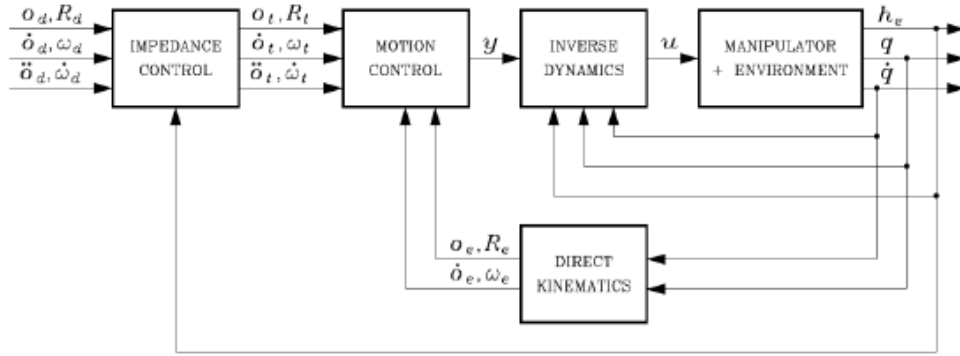 o_d, R_d
ȯ_d, ω_d
ö_d, ω̇_d
IMPEDANCE
CONTROL
o_t, R_t
ȯ_t, ω_t
ö_t, ω̇_t
MOTION
CONTROL
y
INVERSE
DYNAMICS
u
MANIPULATOR
+ ENVIRONMENT
h_e
q
q̇
o_e, R_e
ȯ_e, ω_e
DIRECT
KINEMATICS